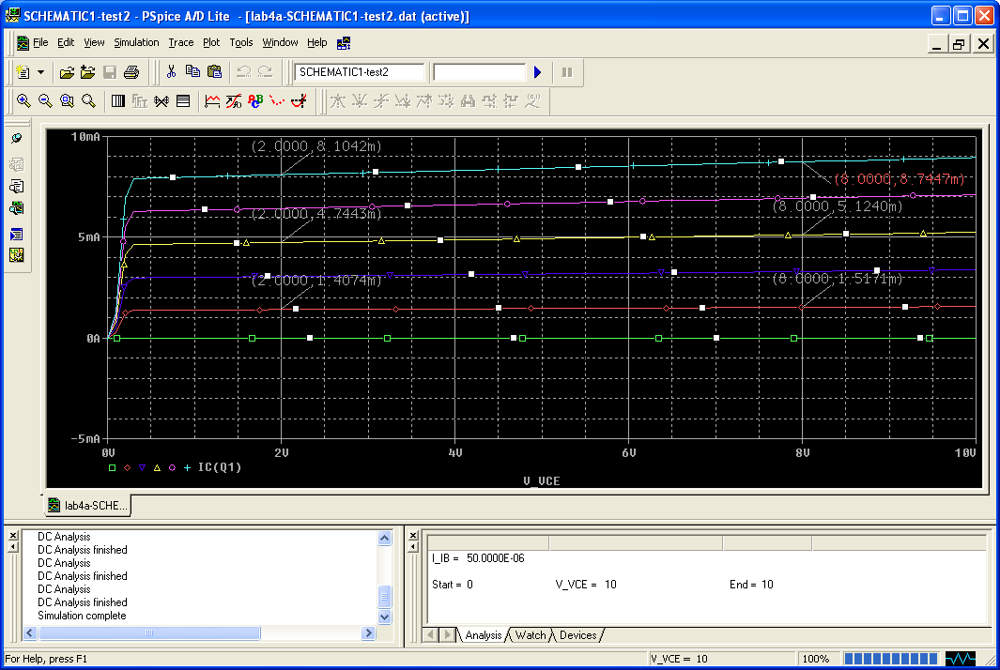 SCHEMATIC1-test2 - PSpice A/D Lite - [lab4a-SCHEMATIC1-test2.dat (active)]
File Edit View Simulation Trace Plot Tools Window Help
SCHEMATIC1-test2
10mA
(2.0000,8.1042m)
(8.0000,8.7447m)
(2.0000,4.7443m)
(8.0000,5.1240m)
5mA
(2.0000,1.4074m)
(8.0000,1.5171m)
0A
-5mA
0V 2V 4V 6V 8V 10V
IC(Q1)
V_VCE
lab4a-SCHE...
DC Analysis
DC Analysis finished
DC Analysis
DC Analysis finished
DC Analysis
DC Analysis finished
Simulation complete
I_IB = 50.0000E-06
Start = 0 V_VCE = 10 End = 10
Analysis Watch Devices
For Help, press F1 V_VCE = 10 100%